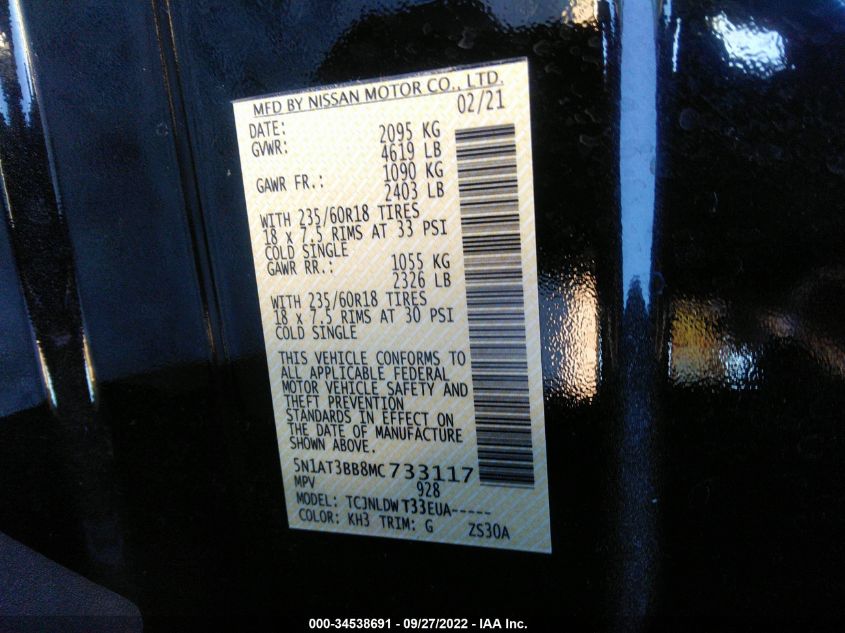 MFD BY NISSAN MOTOR CO., LTD.
DATE: 02/21
GVWR: 2095 KG
4619 LB
GAWR FR.: 1090 KG
2403 LB
WITH 235/60R18 TIRES
18 x 7.5 RIMS AT 33 PSI
COLD SINGLE
GAWR RR.: 1055 KG
2326 LB
WITH 235/60R18 TIRES
18 x 7.5 RIMS AT 30 PSI
COLD SINGLE
THIS VEHICLE CONFORMS TO
ALL APPLICABLE FEDERAL
MOTOR VEHICLE SAFETY AND
THEFT PREVENTION
STANDARDS IN EFFECT ON
THE DATE OF MANUFACTURE
SHOWN ABOVE.
5N1AT3BB8MC733117
MPV 928
MODEL: TCJNLDWT33EUA-----
COLOR: KH3 TRIM: G ZS30A
000-34538691 - 09/27/2022 - IAA Inc.